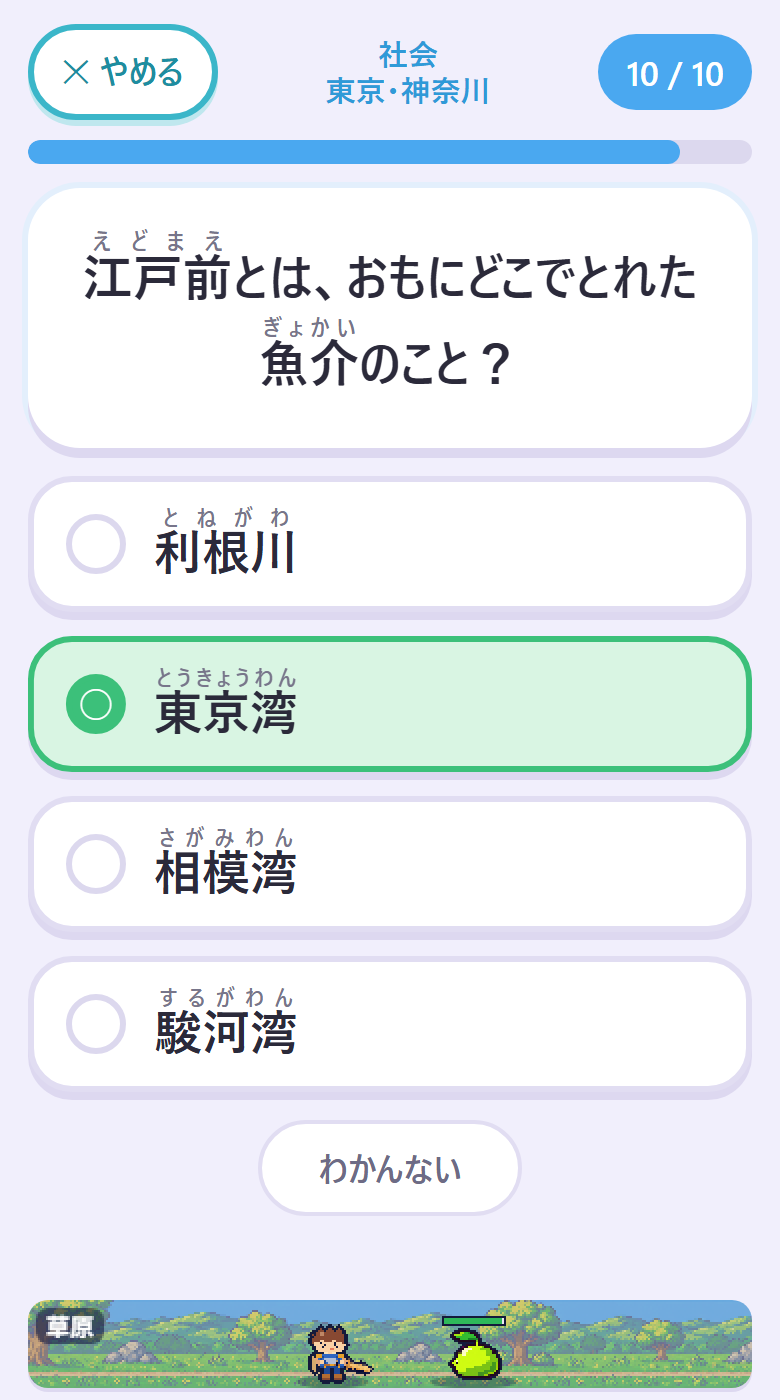 × やめる
社会
東京・神奈川
10 / 10
えどまえ
江戸前とは、おもにどこでとれた
ぎょかい
魚介のこと？
とねがわ
利根川
とうきょうわん
東京湾
さがみわん
相模湾
するがわん
駿河湾
わかんない
草原